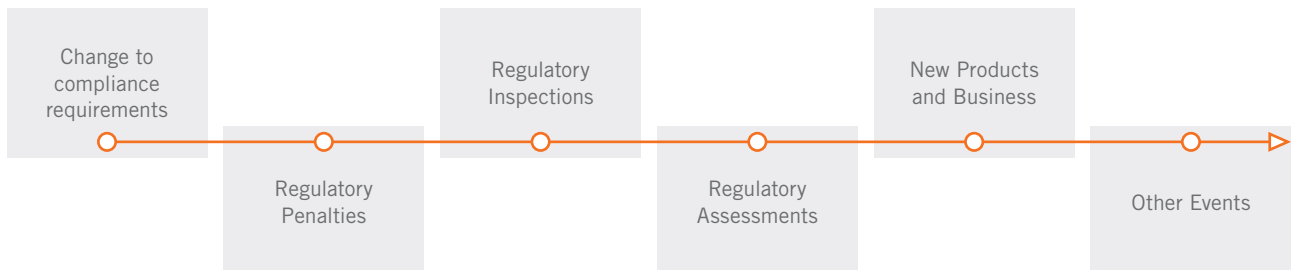 Change to
compliance
requirements
Regulatory
Penalties
Regulatory
Inspections
Regulatory
Assessments
New Products
and Business
Other Events